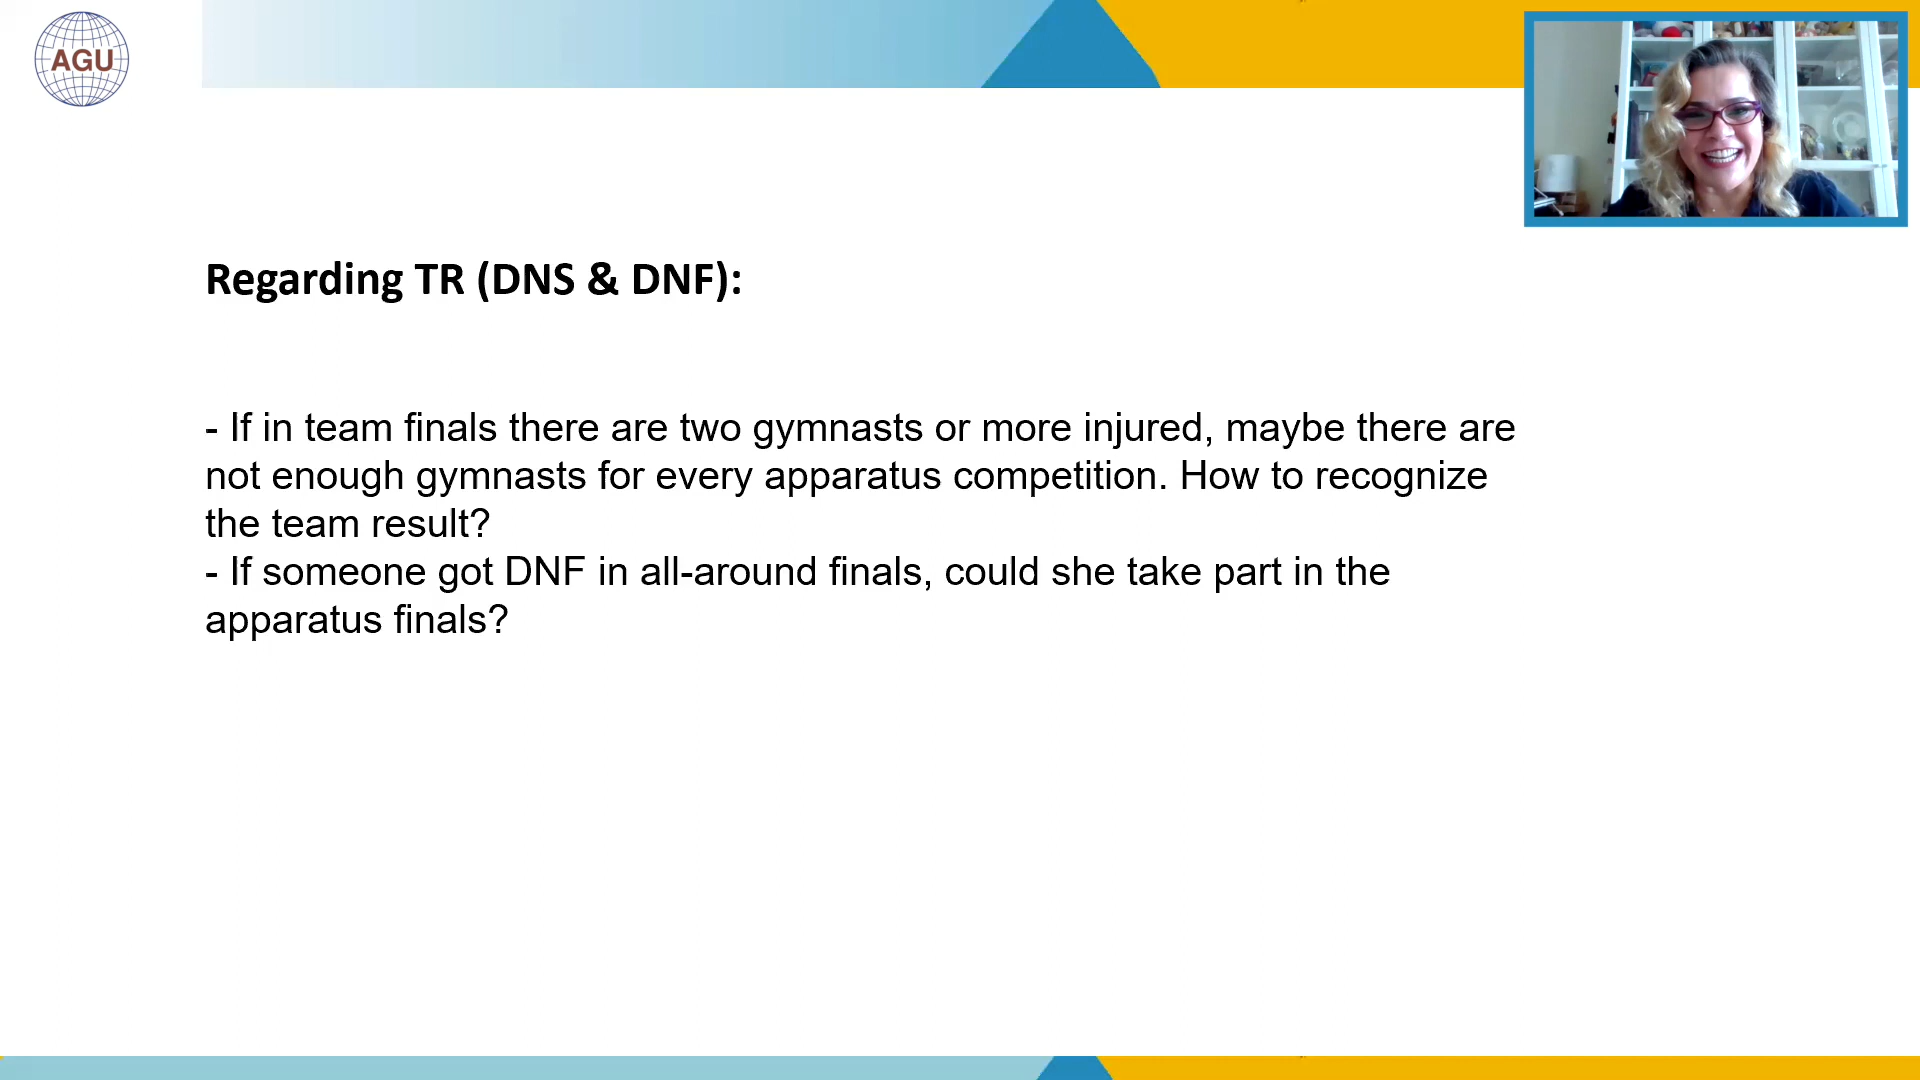 AGU
Regarding TR (DNS & DNF):
- If in team finals there are two gymnasts or more injured, maybe there are
not enough gymnasts for every apparatus competition. How to recognize
the team result?
- If someone got DNF in all-around finals, could she take part in the
apparatus finals?